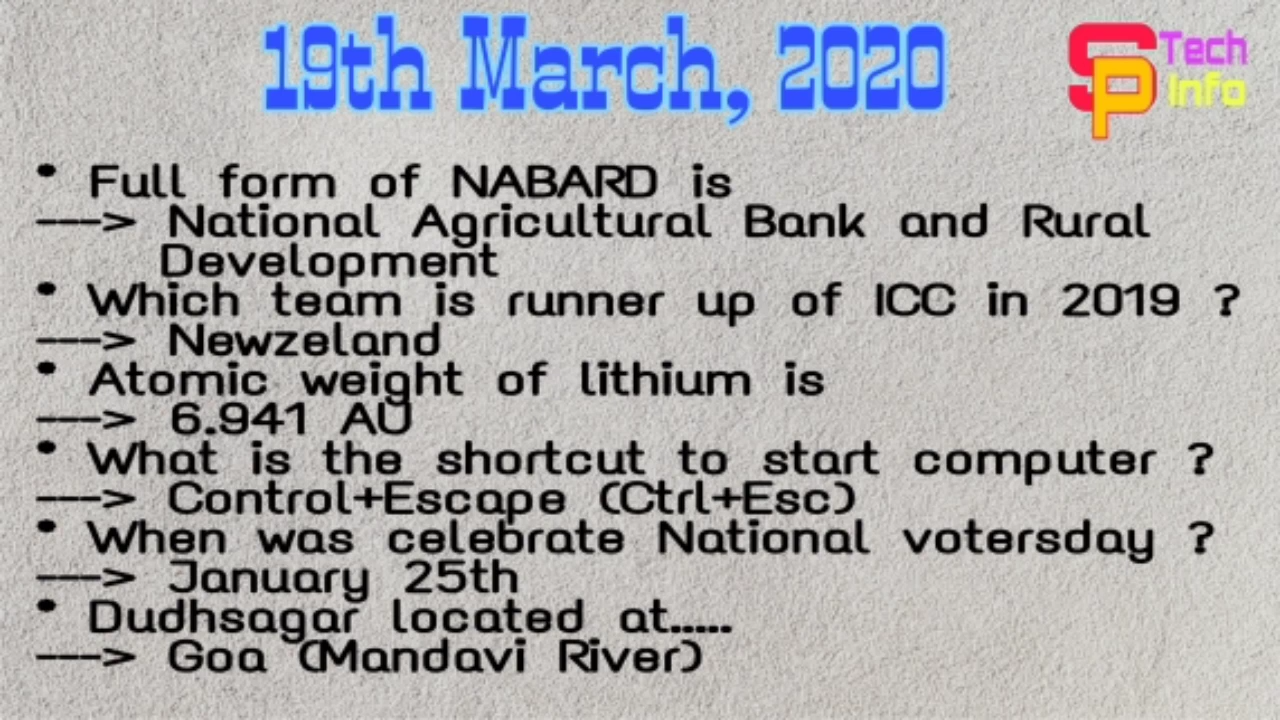 19th March, 2020
SP Tech
Info
• Full form of NABARD is
---> National Agricultural Bank and Rural
Development
• Which team is runner up of ICC in 2019 ?
---> Newzeland
• Atomic weight of lithium is
---> 6.941 AU
• What is the shortcut to start computer ?
---> Control+Escape (Ctrl+Esc)
• When was celebrate National votersday ?
---> January 25th
• Dudhsagar located at.....
---> Goa (Mandavi River)